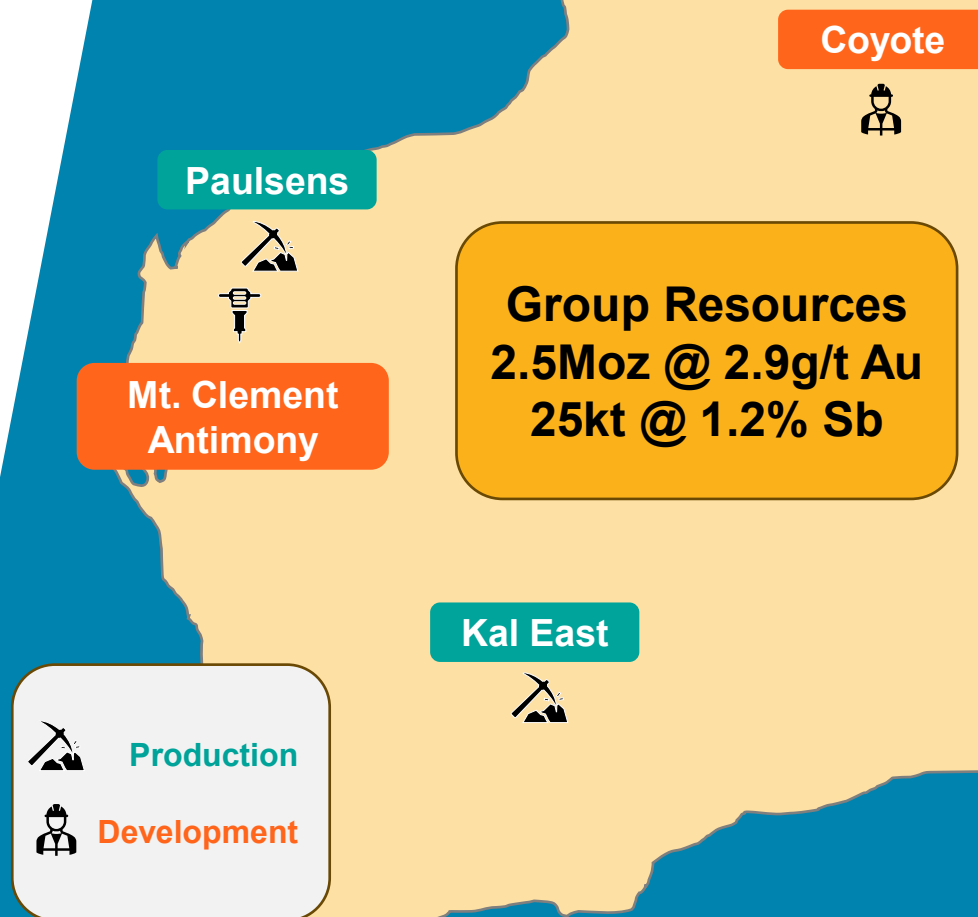 Coyote
Paulsens
Group Resources
2.5Moz @ 2.9g/t Au
25kt @ 1.2% Sb
Mt. Clement
Antimony
Kal East
Production
Development